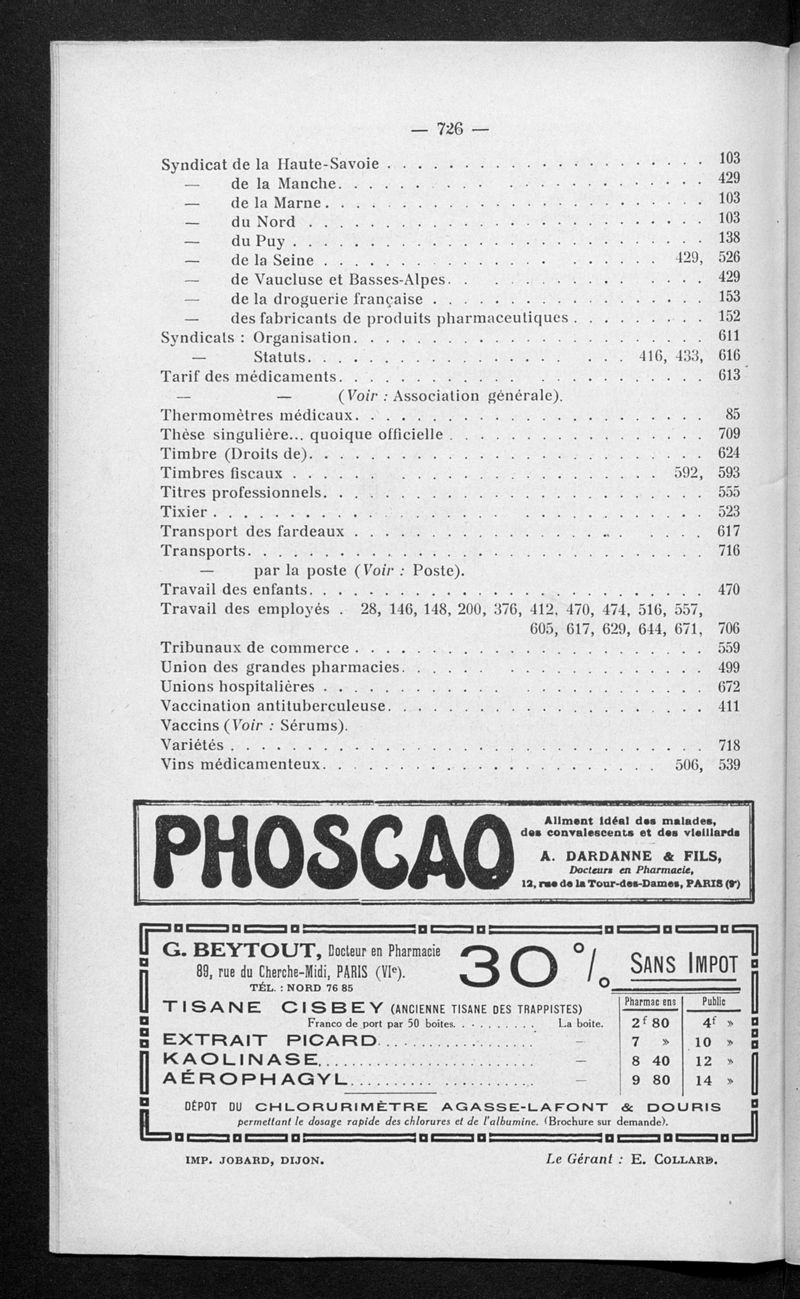 — 726 —
Syndicat de la Haute-Savoie . . . . . . . . . . . . . . . . . . . . 103
— de la Manche. . . . . . . . . . . . . . . . . . . . . . . 429
— de la Marne. . . . . . . . . . . . . . . . . . . . . . . . 103
— du Nord . . . . . . . . . . . . . . . . . . . . . . . . . 103
— du Puy . . . . . . . . . . . . . . . . . . . . . . . . . . 138
— de la Seine . . . . . . . . . . . . . . . . . . . . 429, 526
— de Vaucluse et Basses-Alpes. . . . . . . . . . . . . . . . 429
— de la droguerie française . . . . . . . . . . . . . . . . . 153
— des fabricants de produits pharmaceutiques . . . . . . . . . 152
Syndicats : Organisation. . . . . . . . . . . . . . . . . . . . . . 611
— Statuts. . . . . . . . . . . . . . . . . . . . 416, 433, 616
Tarif des médicaments. . . . . . . . . . . . . . . . . . . . . . . 613
— — (Voir : Association générale).
Thermomètres médicaux. . . . . . . . . . . . . . . . . . . . . . 85
Thèse singulière... quoique officielle . . . . . . . . . . . . . . . . . 709
Timbre (Droits de). . . . . . . . . . . . . . . . . . . . . . . . . 624
Timbres fiscaux . . . . . . . . . . . . . . . . . . . . . . . 592, 593
Titres professionnels. . . . . . . . . . . . . . . . . . . . . . . . 555
Tixier . . . . . . . . . . . . . . . . . . . . . . . . . . . . . . . 523
Transport des fardeaux . . . . . . . . . . . . . . . . . . . . . . 617
Transports. . . . . . . . . . . . . . . . . . . . . . . . . . . . . 716
— par la poste (Voir : Poste).
Travail des enfants. . . . . . . . . . . . . . . . . . . . . . . . . 470
Travail des employés . 28, 146, 148, 200, 376, 412, 470, 474, 516, 557,
605, 617, 629, 644, 671, 706
Tribunaux de commerce . . . . . . . . . . . . . . . . . . . . . . 559
Union des grandes pharmacies. . . . . . . . . . . . . . . . . . . 499
Unions hospitalières . . . . . . . . . . . . . . . . . . . . . . . . 672
Vaccination antituberculeuse. . . . . . . . . . . . . . . . . . . . 411
Vaccins (Voir : Sérums).
Variétés . . . . . . . . . . . . . . . . . . . . . . . . . . . . . . 718
Vins médicamenteux. . . . . . . . . . . . . . . . . . . . . 506, 539
PHOSCAO
Aliment Idéal des malades,
des convalescents et des vieillards
A. DARDANNE & FILS,
Docteurs en Pharmacie,
12, rue de la Tour-des-Dames, PARIS (9e)
G. BEYTOUT, Docteur en Pharmacie
89, rue du Cherche-Midi, PARIS (VIe).
TÉL. : NORD 76 85
30 % SANS IMPOT
Pharmaciens Public
TISANE CISBEY (ANCIENNE TISANE DES TRAPPISTES)
Franco de port par 50 boites. . . . . . . . . . La boite. 2f 80 4f »
EXTRAIT PICARD. . . . . . . . . . . . . . . — 7 » 10 »
KAOLINASE. . . . . . . . . . . . . . . . . . — 8 40 12 »
AÉROPHAGYL. . . . . . . . . . . . . . . . . — 9 80 14 »
DÉPOT DU CHLORURIMÈTRE AGASSE-LAFONT & DOURIS
permettant le dosage rapide des chlorures et de l'albumine. (Brochure sur demande).
IMP. JOBARD, DIJON. Le Gérant : E. COLLARD.